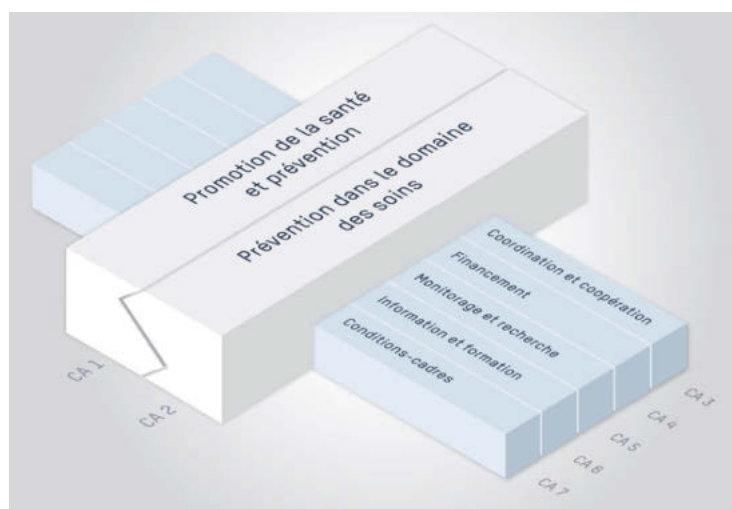 Promotion de la santé
et prévention
Prévention dans le domaine
des soins
Coordination et coopération
Financement
Monitorage et recherche
Information et formation
Conditions-cadres
CA 1
CA 2
CA 3
CA 4
CA 5
CA 6
CA 7